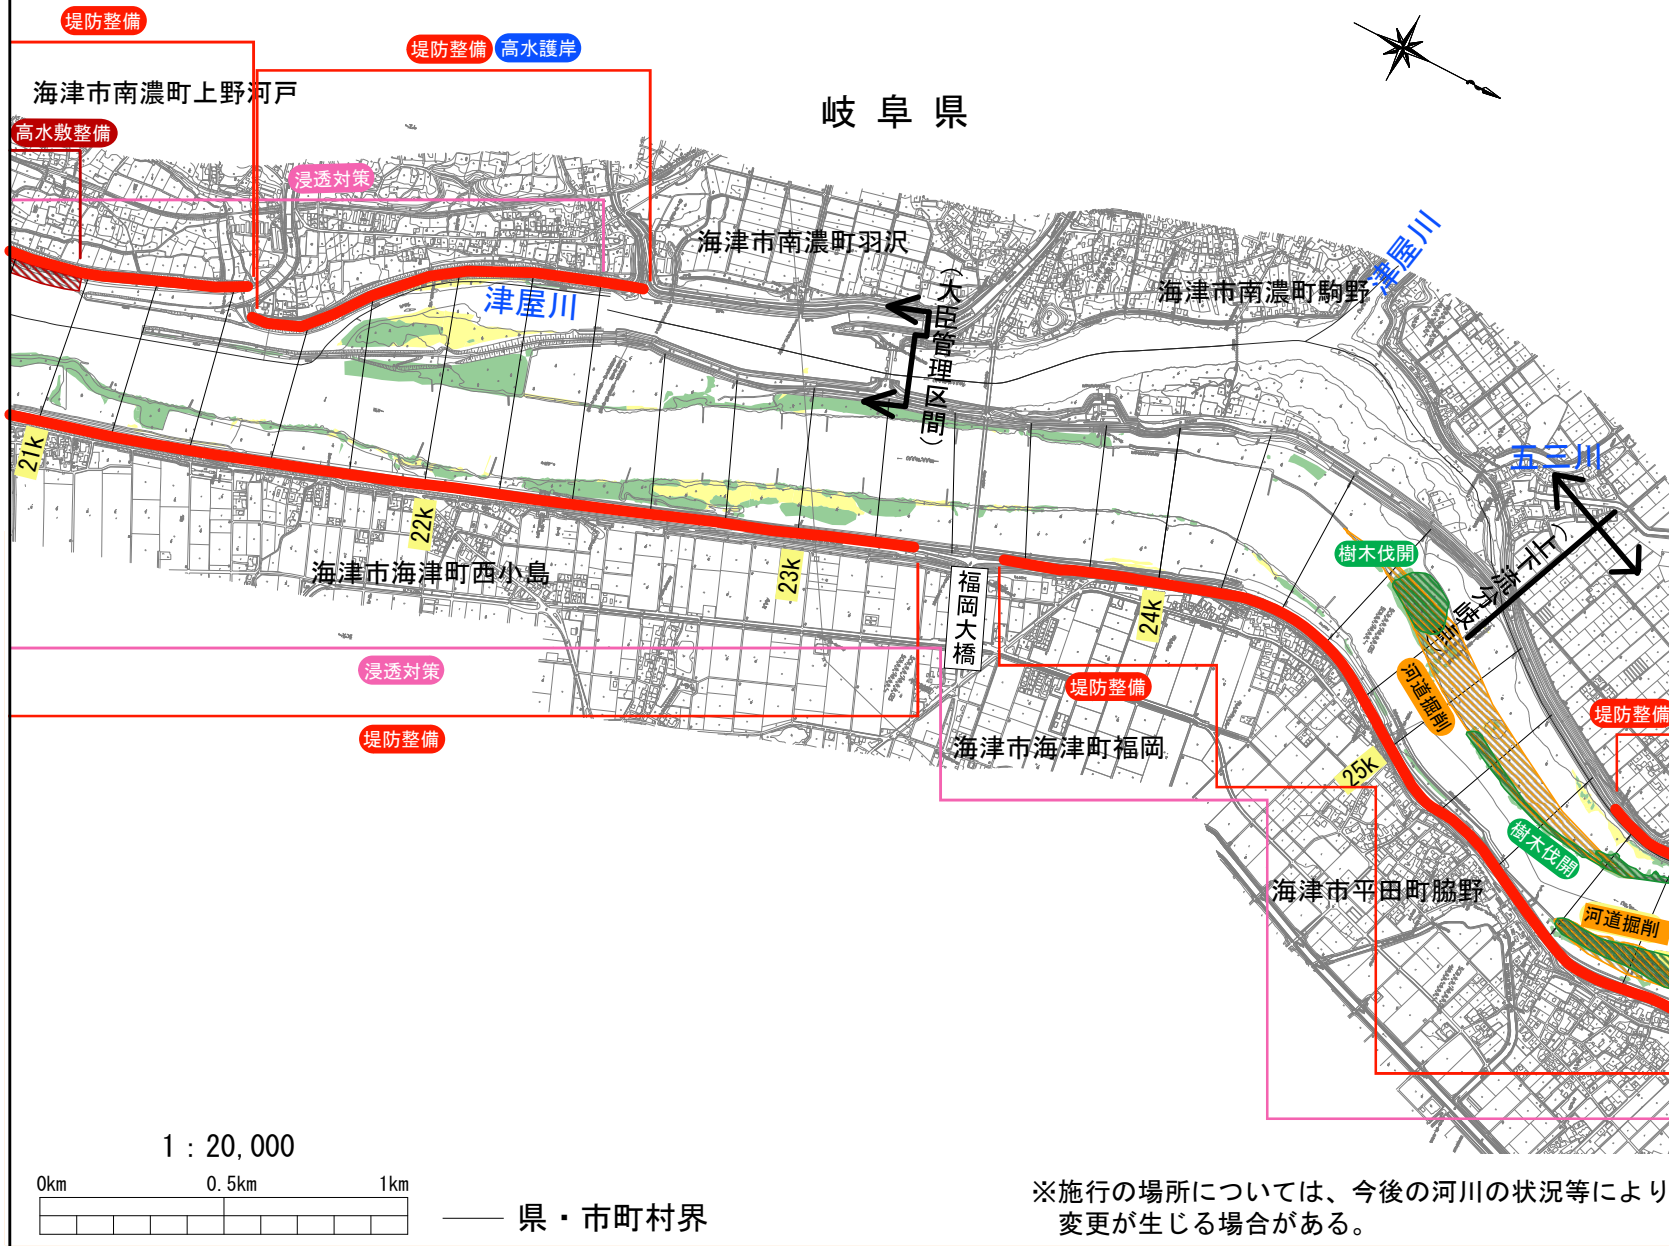 堤防整備
堤防整備 高水護岸
海津市南濃町上野河戸
岐阜県
高水敷整備
浸透対策
海津市南濃町羽沢
津屋川
津屋川
海津市南濃町駒野
(大臣管理区間)
五三川
21k
22k
23k
24k
25k
樹木伐開
(上下流分岐点)
海津市海津町西小島
福岡大橋
浸透対策
堤防整備
堤防整備
河道掘削
堤防整備
海津市海津町福岡
樹木伐開
海津市平田町脇野
河道掘削
1:20,000
0km 0.5km 1km
県・市町村界
※施行の場所については、今後の河川の状況等により
変更が生じる場合がある。